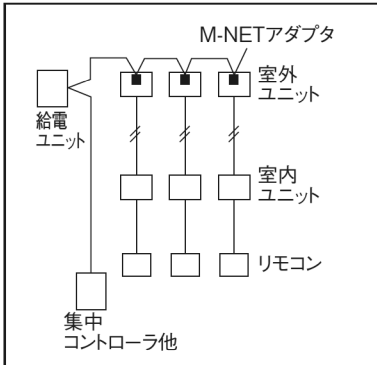 M-NETアダプタ
室外
ユニット
給電
ユニット
室内
ユニット
リモコン
集中
コントローラ他